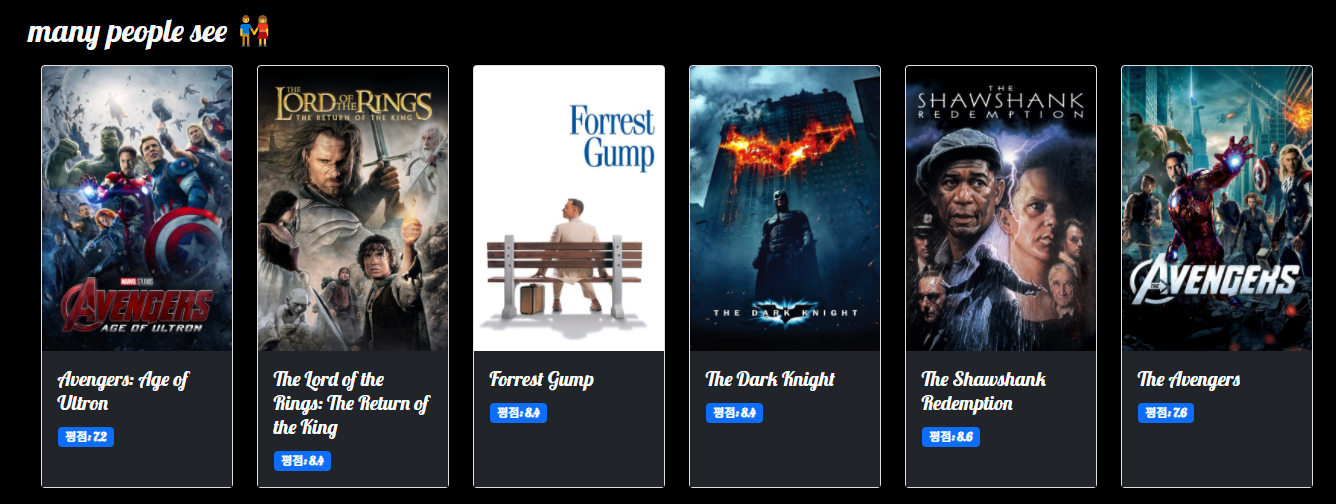 many people see
MARVEL STUDIOS
AVENGERS
AGE OF ULTRON
Avengers: Age of
Ultron
평점: 7.2
THE
LORD OF THE RINGS
THE RETURN OF THE KING
The Lord of the
Rings: The Return of
the King
평점: 8.4
Forrest
Gump
Forrest Gump
평점: 8.4
THE DARK KNIGHT
The Dark Knight
평점: 8.4
THE
SHAWSHANK
REDEMPTION
The Shawshank
Redemption
평점: 8.6
THE
AVENGERS
The Avengers
평점: 7.6